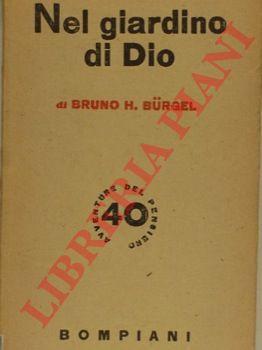 Nel giardino
di Dio
di BRUNO H. BÜRGEL
AVVENTURE DEL PENSIERO
40
BOMPIANI
LIBRERIA PIANI